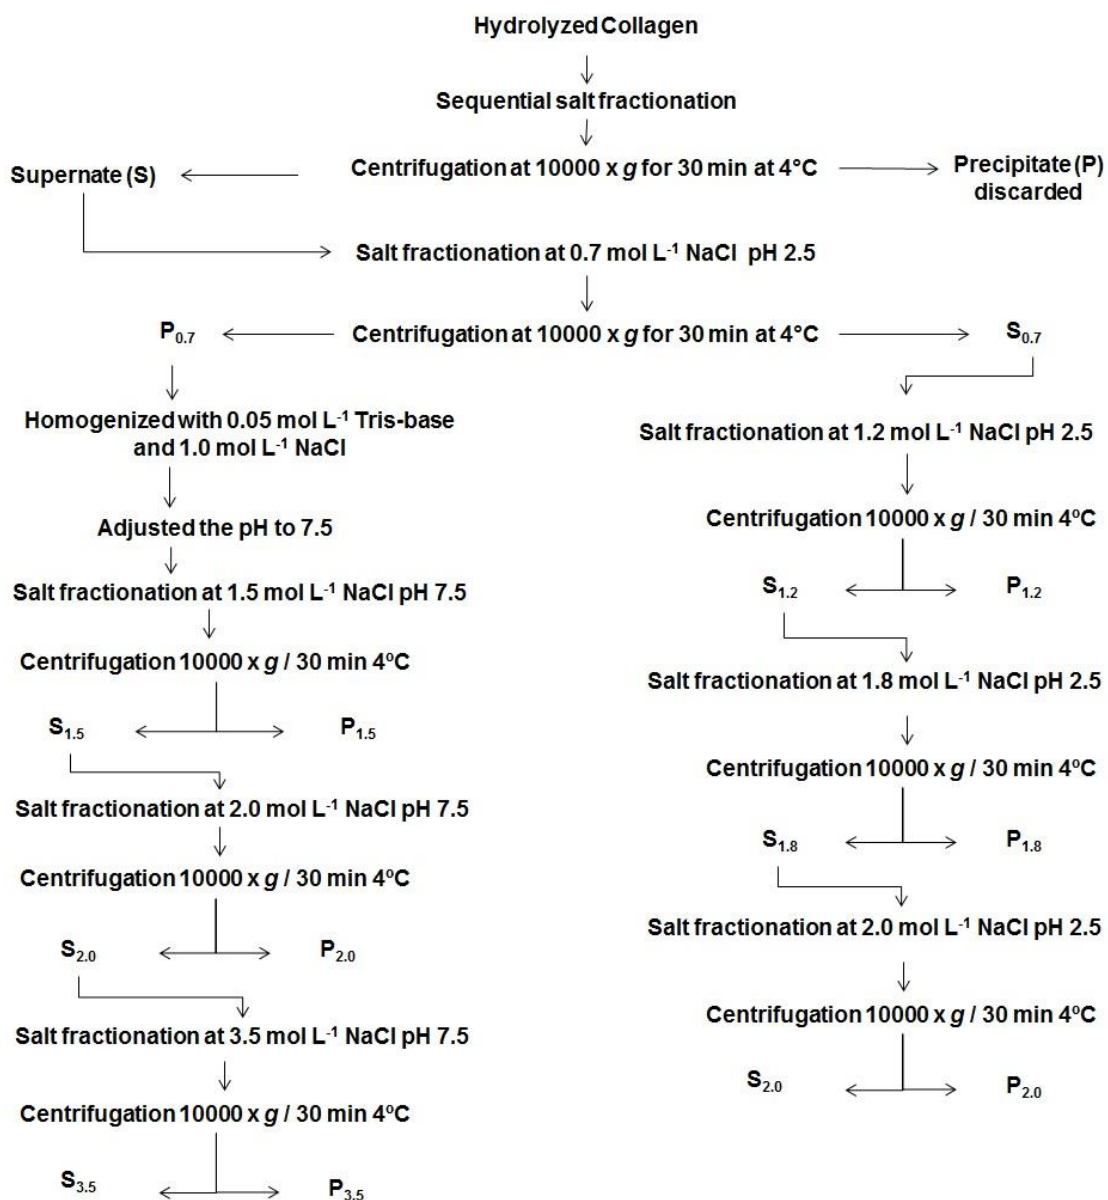 Hydrolyzed Collagen
Sequential salt fractionation
Supernate (S)
Centrifugation at 10000 x g for 30 min at 4°C
Precipitate (P)
discarded
Salt fractionation at 0.7 mol L⁻¹ NaCl pH 2.5
P₀.₇
Centrifugation at 10000 x g for 30 min at 4°C
S₀.₇
Homogenized with 0.05 mol L⁻¹ Tris-base
and 1.0 mol L⁻¹ NaCl
Adjusted the pH to 7.5
Salt fractionation at 1.5 mol L⁻¹ NaCl pH 7.5
Centrifugation 10000 x g / 30 min 4ºC
S₁.₅
P₁.₅
Salt fractionation at 2.0 mol L⁻¹ NaCl pH 7.5
Centrifugation 10000 x g / 30 min 4ºC
S₂.₀
P₂.₀
Salt fractionation at 3.5 mol L⁻¹ NaCl pH 7.5
Centrifugation 10000 x g / 30 min 4ºC
S₃.₅
P₃.₅
Salt fractionation at 1.2 mol L⁻¹ NaCl pH 2.5
Centrifugation 10000 x g / 30 min 4ºC
S₁.₂
P₁.₂
Salt fractionation at 1.8 mol L⁻¹ NaCl pH 2.5
Centrifugation 10000 x g / 30 min 4ºC
S₁.₈
P₁.₈
Salt fractionation at 2.0 mol L⁻¹ NaCl pH 2.5
Centrifugation 10000 x g / 30 min 4ºC
S₂.₀
P₂.₀